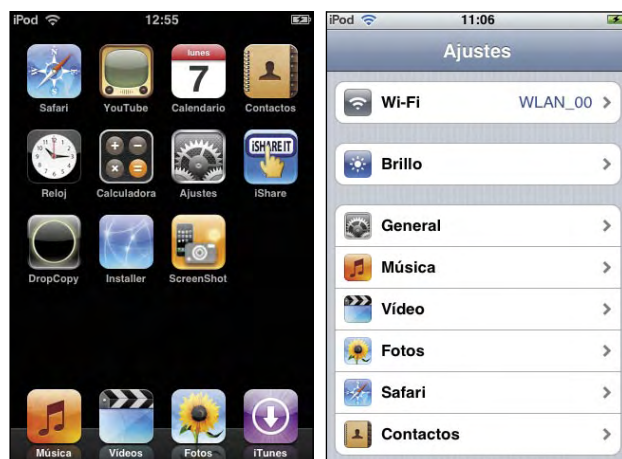 iPod 12:55
lunes
7
Safari YouTube Calendario Contactos
iSHARE IT
Reloj Calculadora Ajustes iShare
DropCopy Installer ScreenShot
Música Vídeos Fotos iTunes
iPod 11:06
Ajustes
Wi-Fi WLAN_00
Brillo
General
Música
Vídeo
Fotos
Safari
Contactos